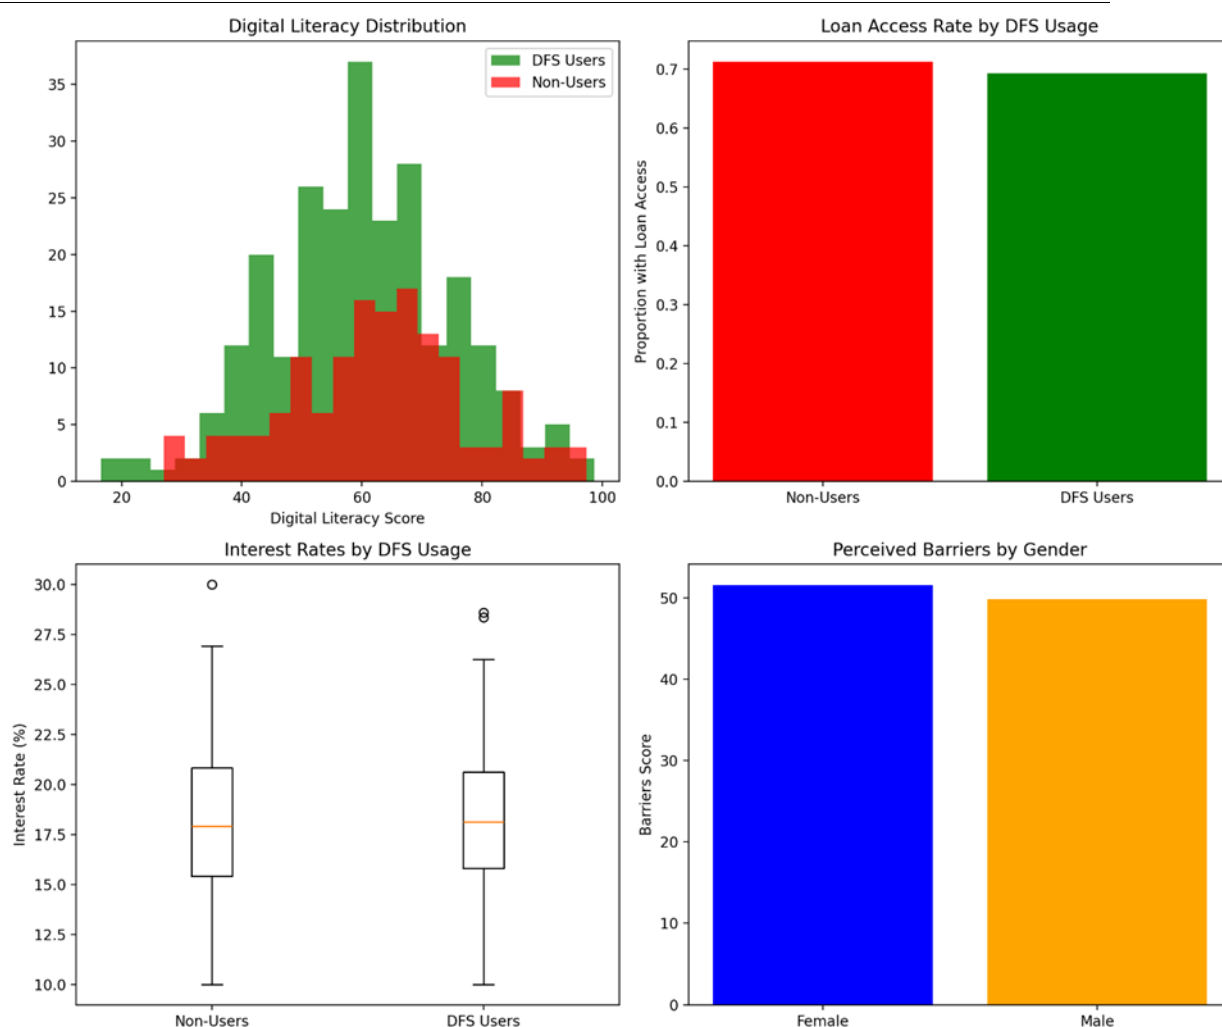 Digital Literacy Distribution
DFS Users
Non-Users
35
30
25
20
15
10
5
0
20 40 60 80 100
Digital Literacy Score
Loan Access Rate by DFS Usage
Proportion with Loan Access
0.7
0.6
0.5
0.4
0.3
0.2
0.1
0.0
Non-Users DFS Users
Interest Rates by DFS Usage
Interest Rate (%)
30.0
27.5
25.0
22.5
20.0
17.5
15.0
12.5
10.0
Non-Users DFS Users
Perceived Barriers by Gender
Barriers Score
50
40
30
20
10
0
Female Male